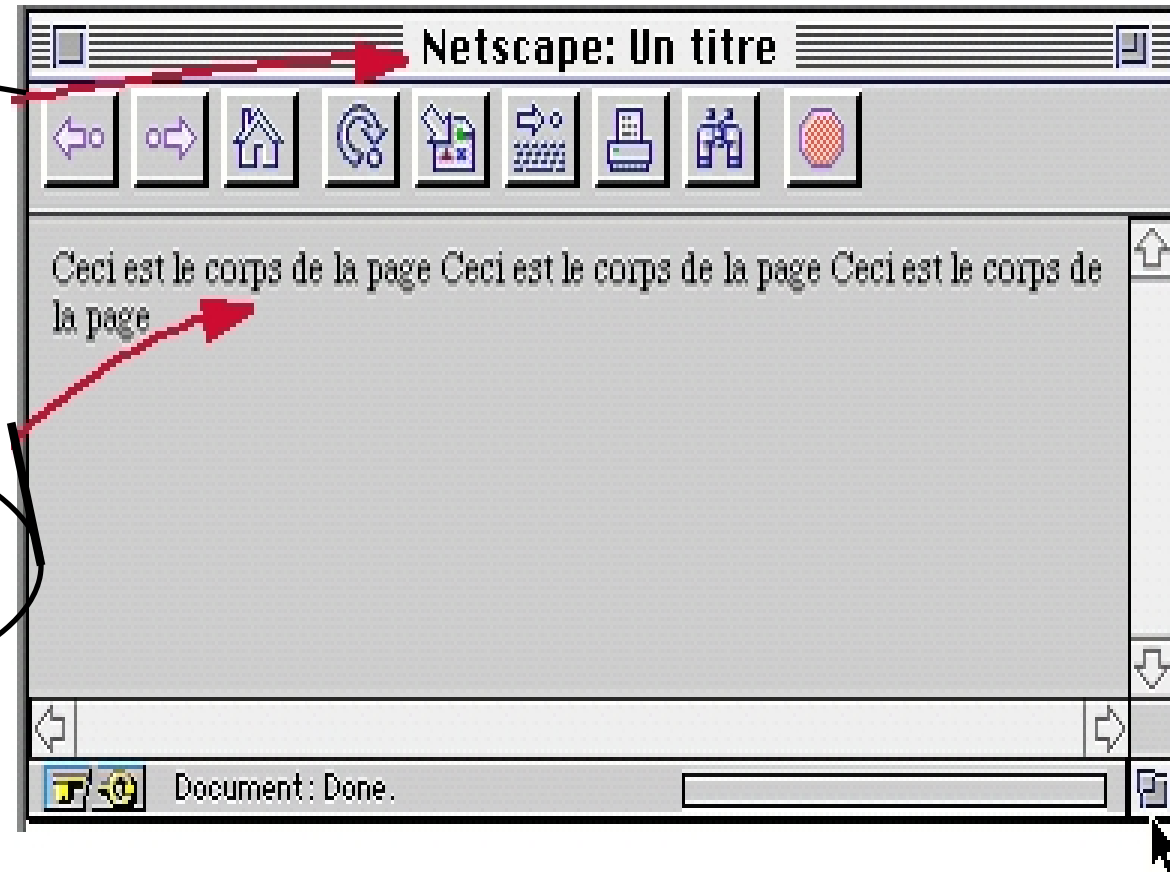 Netscape: Un titre
Ceci est le corps de la page Ceci est le corps de la page Ceci est le corps de
la page
Document: Done.